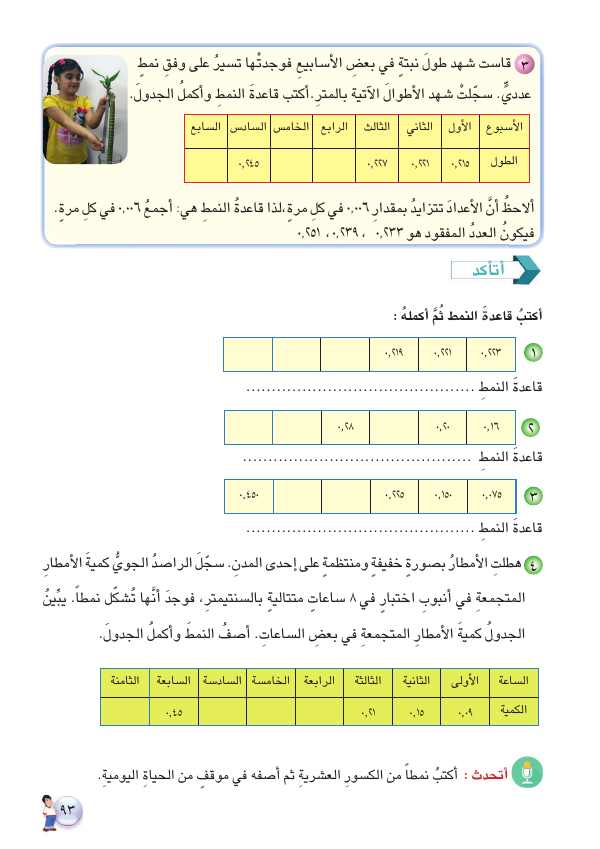 ٣ قاست شهد طولَ نبتةٍ في بعضِ الأسابيعِ فوجدتْها تسيرُ على وفقِ نمطٍ
عدديٍّ. سجّلتْ شهد الأطوالَ الآتية بالمترِ. أكتب قاعدةَ النمطِ وأكملُ الجدولَ.
الأسبوع الأول الثاني الثالث الرابع الخامس السادس السابع
الطول ٠,٢١٥ ٠,٢٢١ ٠,٢٢٧ ٠,٢٤٥
ألاحظُ أنَّ الأعدادَ تتزايدُ بمقدارِ ٠,٠٠٦ في كلِ مرةٍ، لذا قاعدةُ النمطِ هي: أجمعُ ٠,٠٠٦ في كلِ مرةٍ.
فيكونُ العددُ المفقود هو ٠,٢٣٣ ، ٠,٢٣٩، ٠,٢٥١
أتأكد
أكتبُ قاعدةَ النمط ثُمَّ أكملهُ :
١ ٠,٢٢٣ ٠,٢٢١ ٠,٢١٩
قاعدةَ النمطِ .............................................
٢ ٠,١٦ ٠,٢٠ ٠,٢٨
قاعدةَ النمطِ .............................................
٣ ٠,٠٧٥ ٠,١٥٠ ٠,٢٢٥ ٠,٤٥٠
قاعدةَ النمطِ .............................................
٤ هطلتِ الأمطارُ بصورةٍ خفيفةٍ ومنتظمةٍ على إحدى المدنِ. سجّلَ الراصدُ الجويُّ كميةَ الأمطارِ
المتجمعةِ في أنبوبِ اختبارٍ في ٨ ساعاتٍ متتاليةٍ بالسنتيمترِ، فوجدَ أنَّها تُشكّل نمطاً. يبِّينُ
الجدولُ كميةَ الأمطارِ المتجمعةِ في بعضِ الساعاتِ. أصفُ النمطَ وأكملُ الجدولَ.
الساعة الأولى الثانية الثالثة الرابعة الخامسة السادسة السابعة الثامنة
الكمية ٠,٠٩ ٠,١٥ ٠,٢١ ٠,٤٥
أتحدث : أكتبُ نمطاً من الكسورِ العشريةِ ثم أصفه في موقفٍ من الحياةِ اليوميةِ.
٩٣